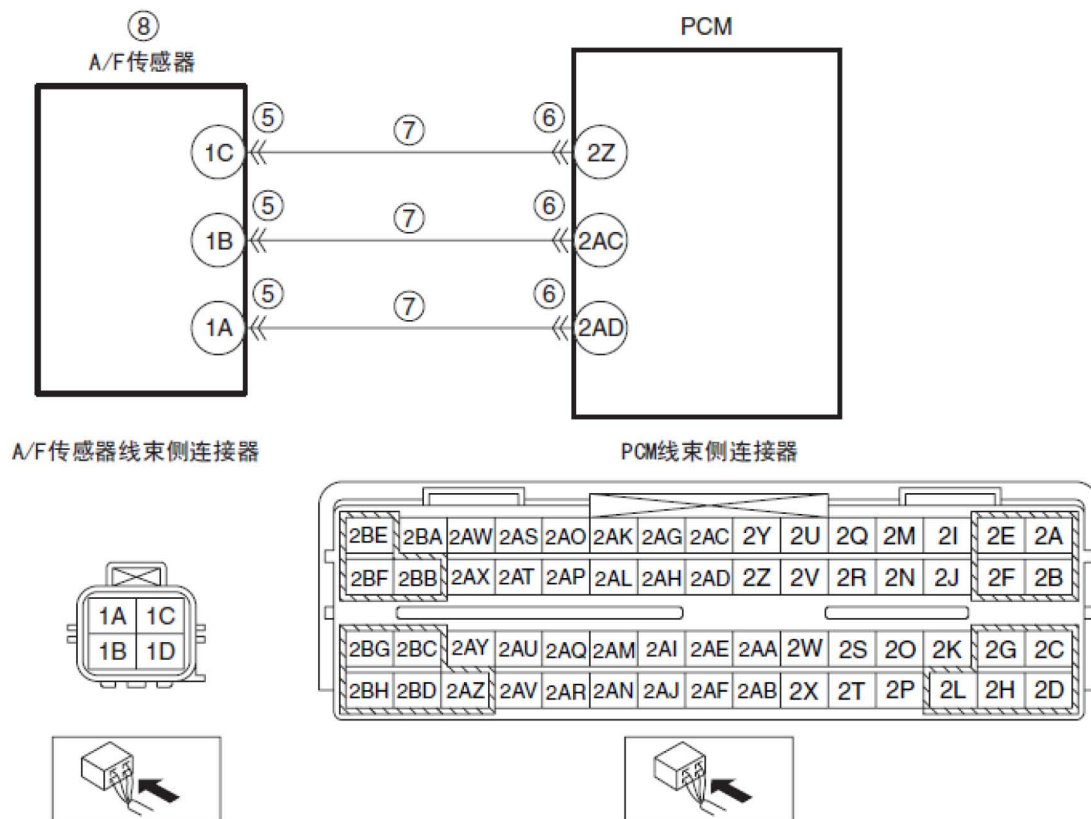 ⑧ PCM
A/F传感器
⑤ ⑦ ⑥
1C 2Z
⑤ ⑦ ⑥
1B 2AC
⑤ ⑦ ⑥
1A 2AD
A/F传感器线束侧连接器 PCM线束侧连接器
1A 1C
1B 1D
2BE 2BA 2AW 2AS 2AO 2AK 2AG 2AC 2Y 2U 2Q 2M 2I 2E 2A
2BF 2BB 2AX 2AT 2AP 2AL 2AH 2AD 2Z 2V 2R 2N 2J 2F 2B
2BG 2BC 2AY 2AU 2AQ 2AM 2AI 2AE 2AA 2W 2S 2O 2K 2G 2C
2BH 2BD 2AZ 2AV 2AR 2AN 2AJ 2AF 2AB 2X 2T 2P 2L 2H 2D